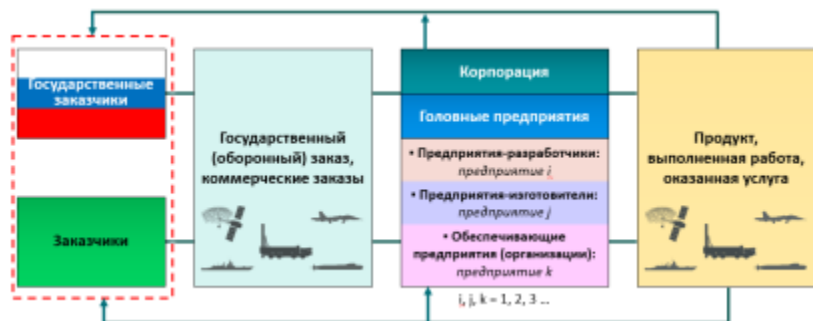 Государственные
заказчики
Заказчики
Государственный
(оборонный) заказ,
коммерческие заказы
Корпорация
Головные предприятия
• Предприятия-разработчики:
предприятие i
• Предприятия-изготовители:
предприятие j
• Обеспечивающие
предприятия (организации):
предприятие k
i, j, k = 1, 2, 3 ...
Продукт,
выполненная работа,
оказанная услуга